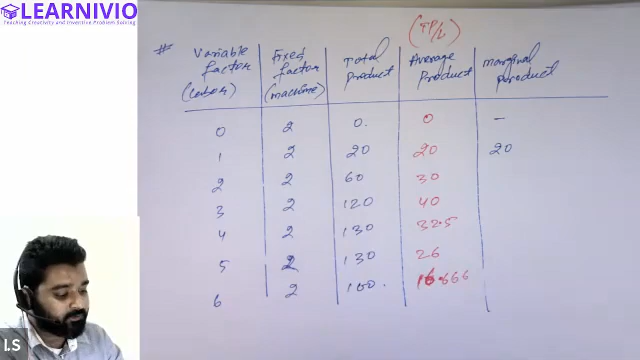 LEARNIVIO
Teaching Creativity and Inventive Problem Solving
(TP/L)
# Variable factor (Labour) Fixed factor (machine) Total Product Average Product marginal Product
0 2 0. 0 -
1 2 20 20 20
2 2 60 30
3 2 120 40
4 2 130 32.5
5 2 130 26
6 2 100. 16.666
I.S